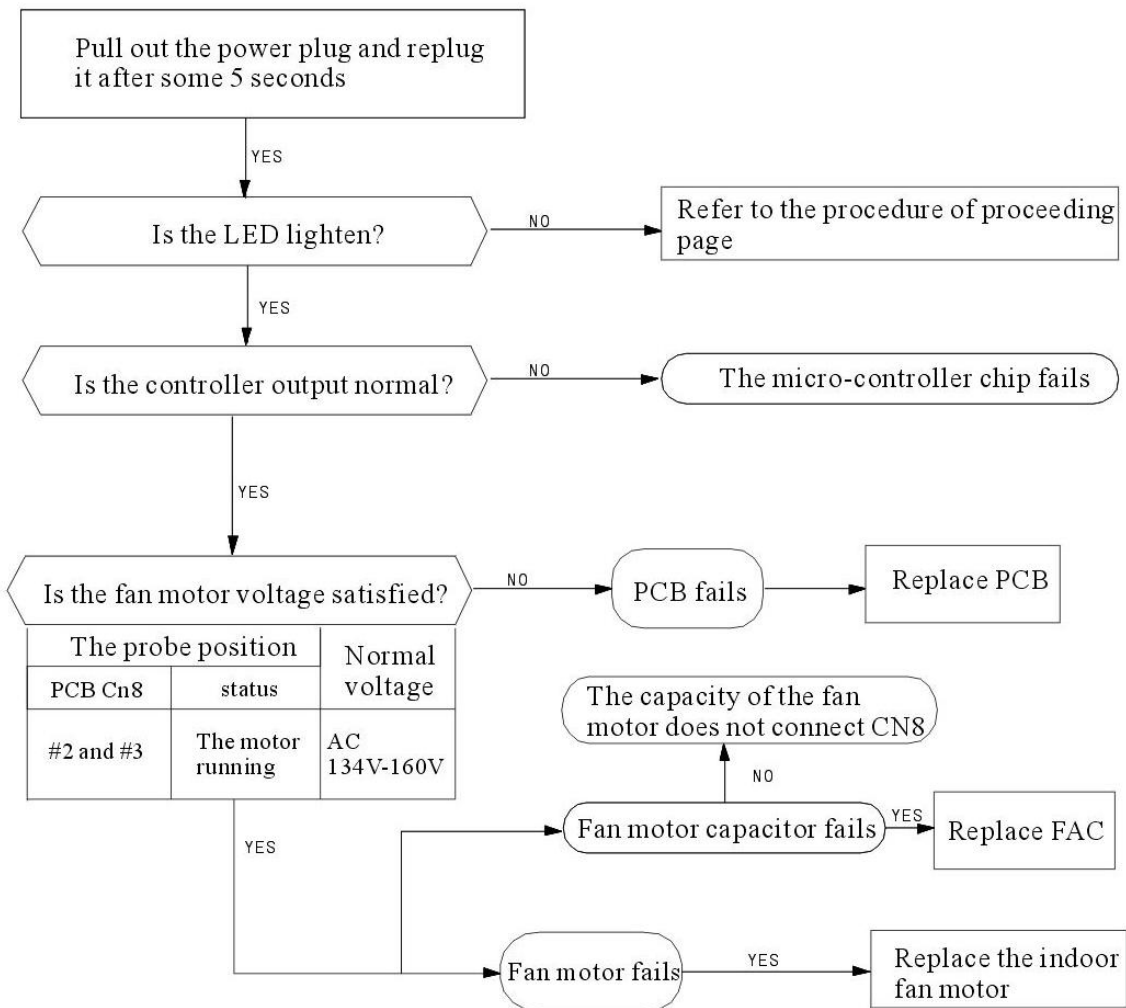 Pull out the power plug and replug
it after some 5 seconds
YES
Is the LED lighten?
NO
Refer to the procedure of proceeding
page
YES
Is the controller output normal?
NO
The micro-controller chip fails
YES
Is the fan motor voltage satisfied?
NO
PCB fails
Replace PCB
The probe position
Normal
voltage
PCB Cn8
status
#2 and #3
The motor
running
AC
134V-160V
The capacity of the fan
motor does not connect CN8
NO
YES
Fan motor capacitor fails
YES
Replace FAC
Fan motor fails
YES
Replace the indoor
fan motor